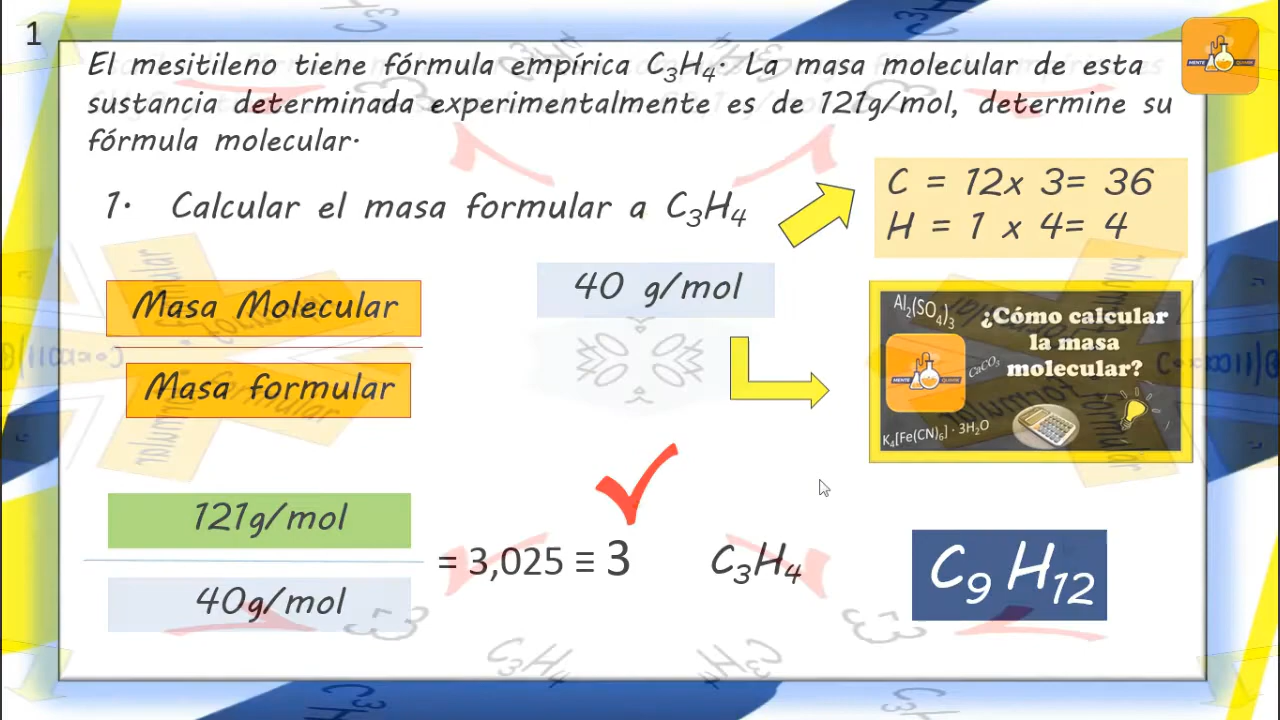 1
El mesitileno tiene fórmula empírica C₃H₄. La masa molecular de esta
sustancia determinada experimentalmente es de 121g/mol, determine su
fórmula molecular.
1. Calcular el masa formular a C₃H₄
C = 12x 3= 36
H = 1 x 4= 4
40 g/mol
Masa Molecular
Masa formular
Al₂(SO₄)₃
¿Cómo calcular
la masa
molecular?
CaCO₃
MENTE QUIMIK
K₄[Fe(CN)₆] · 3H₂O
121g/mol
40g/mol
= 3,025 ≡ 3
C₃H₄
C₉H₁₂